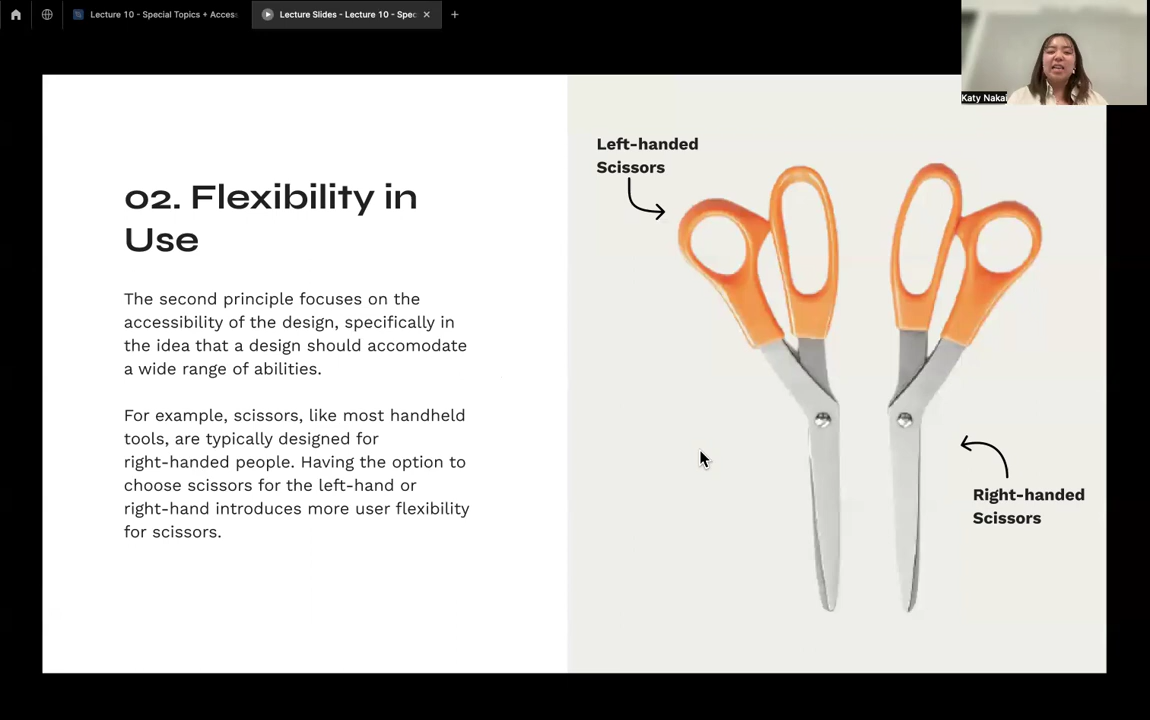 Lecture 10 - Special Topics + Acces
Lecture Slides - Lecture 10 - Spec
Katy Nakai
02. Flexibility in
Use
The second principle focuses on the
accessibility of the design, specifically in
the idea that a design should accomodate
a wide range of abilities.
For example, scissors, like most handheld
tools, are typically designed for
right-handed people. Having the option to
choose scissors for the left-hand or
right-hand introduces more user flexibility
for scissors.
Left-handed
Scissors
Right-handed
Scissors